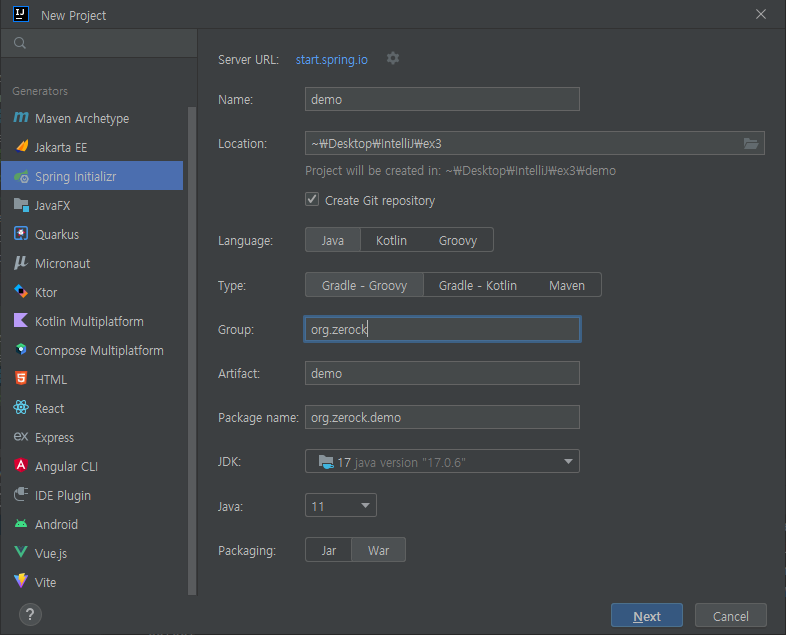 IJ New Project
Generators
Maven Archetype
Jakarta EE
Spring Initializr
JavaFX
Quarkus
Micronaut
Ktor
Kotlin Multiplatform
Compose Multiplatform
HTML
React
Express
Angular CLI
IDE Plugin
Android
Vue.js
Vite
?
Server URL: start.spring.io
Name: demo
Location: ~₩Desktop₩IntelliJ₩ex3
Project will be created in: ~₩Desktop₩IntelliJ₩ex3₩demo
Create Git repository
Language: Java Kotlin Groovy
Type: Gradle - Groovy Gradle - Kotlin Maven
Group: org.zerock
Artifact: demo
Package name: org.zerock.demo
JDK: 17 java version "17.0.6"
Java: 11
Packaging: Jar War
Next Cancel